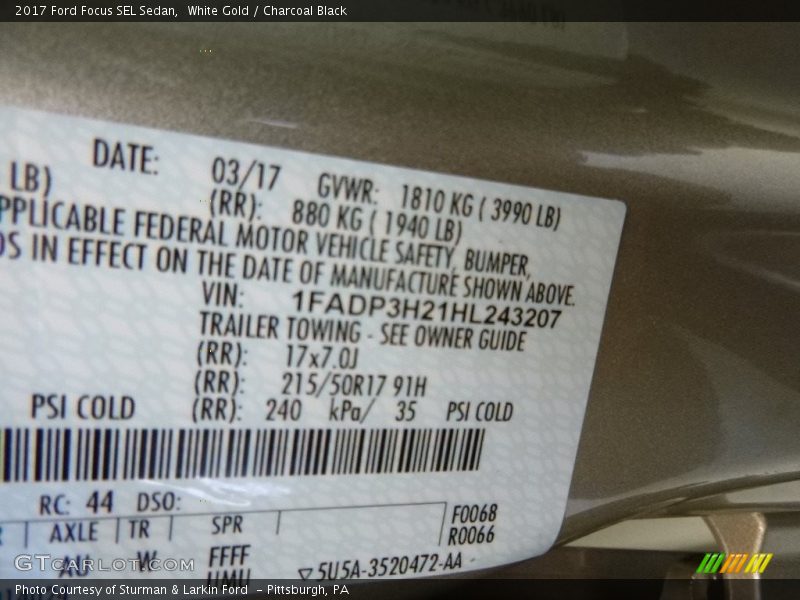 2017 Ford Focus SEL Sedan,  White Gold / Charcoal Black
DATE: 03/17 GVWR: 1810 KG ( 3990 LB)
LB) (RR): 880 KG ( 1940 LB)
PPLICABLE FEDERAL MOTOR VEHICLE SAFETY, BUMPER,
DS IN EFFECT ON THE DATE OF MANUFACTURE SHOWN ABOVE.
VIN: 1FADP3H21HL243207
TRAILER TOWING - SEE OWNER GUIDE
(RR): 17x7.0J
(RR): 215/50R17 91H
PSI COLD (RR): 240 kPa/ 35 PSI COLD
RC: 44 DSO:
R AXLE TR SPR F0068
R0066
AU W FFFF
UMU 5U5A-3520472-AA
GTCARLOT.COM
Photo Courtesy of Sturman & Larkin Ford  - Pittsburgh, PA